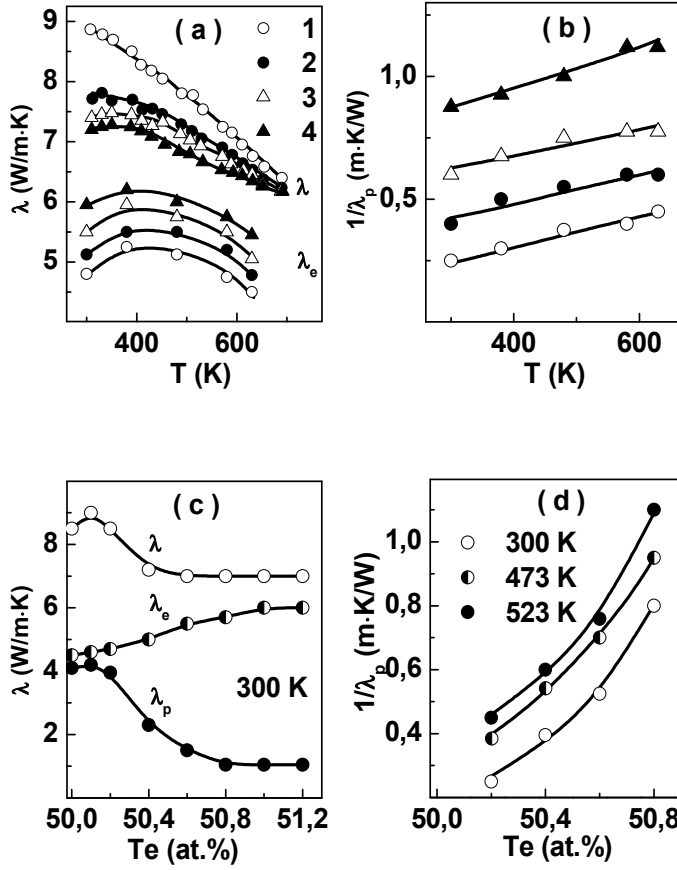 ( a )
1
2
3
4
λ
λe
λ (W/m·K)
9
8
7
6
5
400
600
T (K)
( b )
1/λp (m·K/W)
1,0
0,5
400
600
T (K)
( c )
λ
λe
λp
300 K
λ (W/m·K)
8
6
4
2
50,0
50,4
50,8
51,2
Te (at.%)
( d )
300 K
473 K
523 K
1/λp (m·K/W)
1,0
0,8
0,6
0,4
50,0
50,4
50,8
Te (at.%)